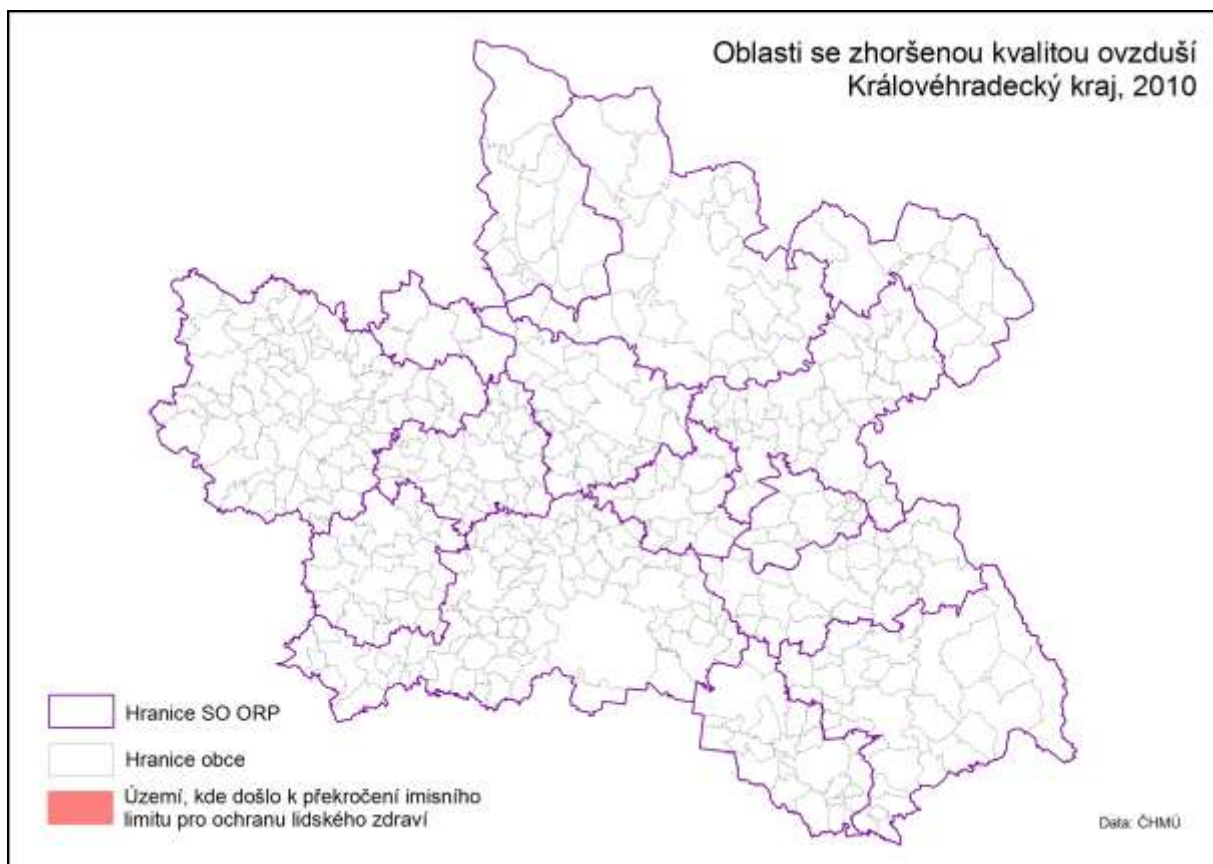 Oblasti se zhoršenou kvalitou ovzduší
Královéhradecký kraj, 2010
Hranice SO ORP
Hranice obce
Území, kde došlo k překročení imisního
limitu pro ochranu lidského zdraví
Data: ČHMÚ